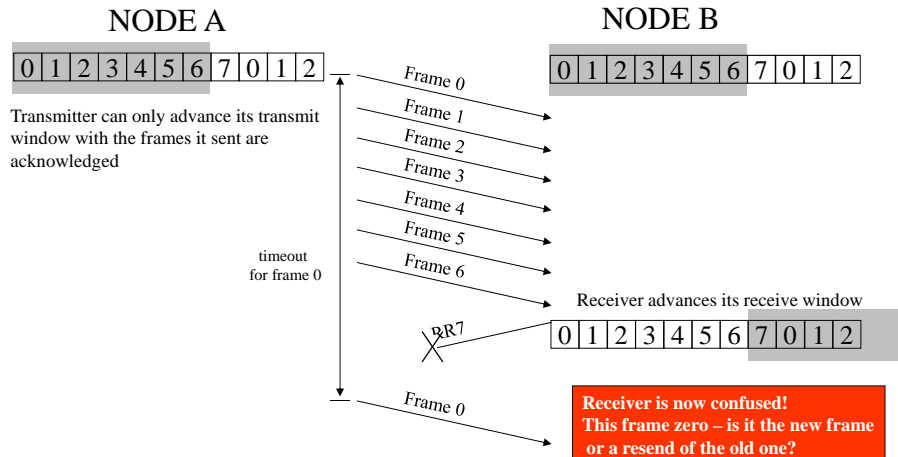 NODE A
NODE B
0 1 2 3 4 5 6 7 0 1 2
0 1 2 3 4 5 6 7 0 1 2
Transmitter can only advance its transmit
window with the frames it sent are
acknowledged
Frame 0
Frame 1
Frame 2
Frame 3
Frame 4
Frame 5
Frame 6
timeout
for frame 0
Receiver advances its receive window
RR7
0 1 2 3 4 5 6 7 0 1 2
Frame 0
Receiver is now confused!
This frame zero – is it the new frame
or a resend of the old one?